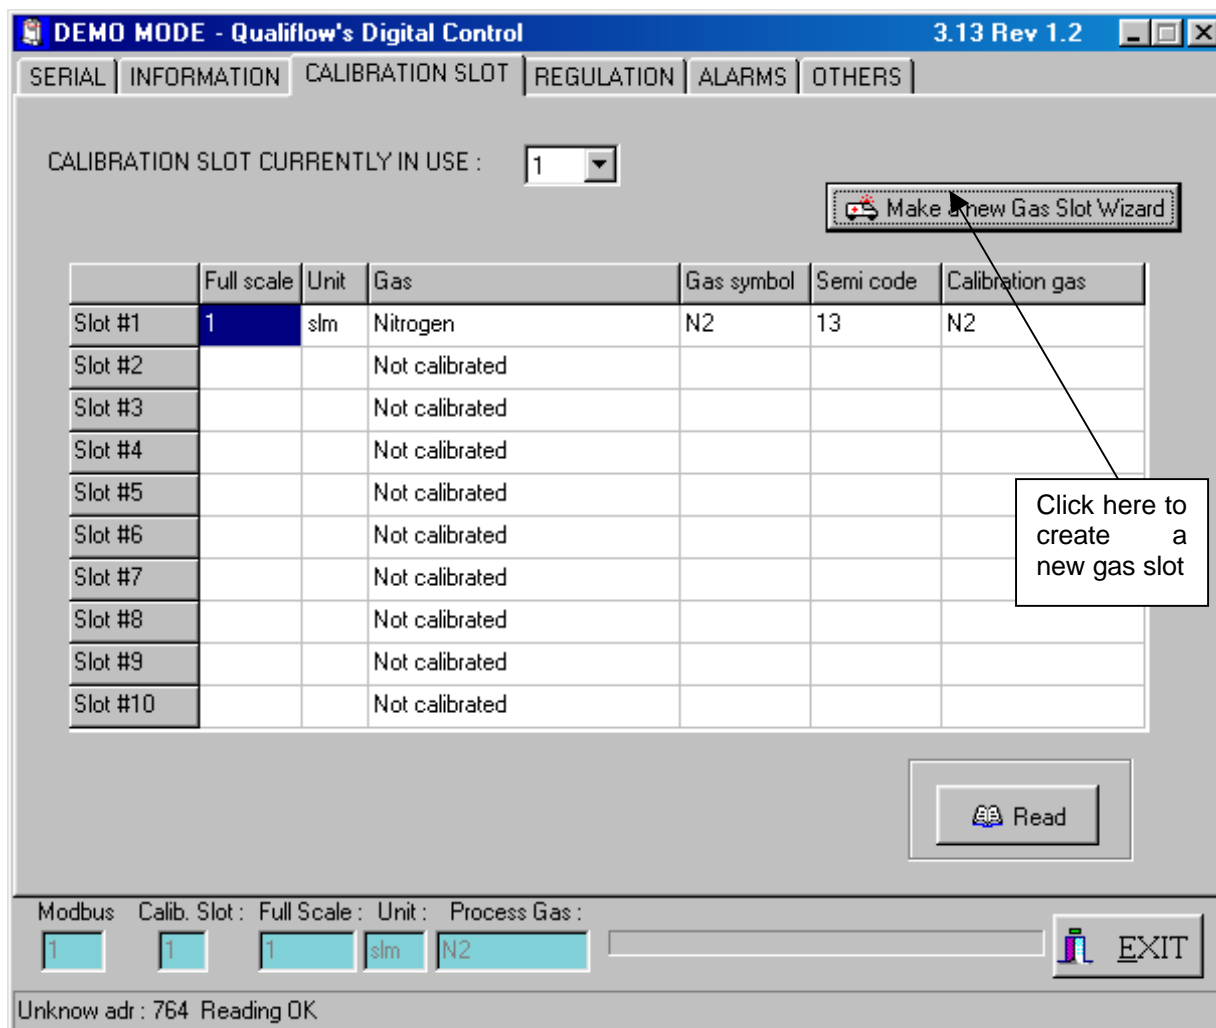 DEMO MODE - Qualiflow's Digital Control 3.13 Rev 1.2
SERIAL INFORMATION CALIBRATION SLOT REGULATION ALARMS OTHERS
CALIBRATION SLOT CURRENTLY IN USE : 1
Make a new Gas Slot Wizard
Full scale Unit Gas Gas symbol Semi code Calibration gas
Slot #1 1 slm Nitrogen N2 13 N2
Slot #2 Not calibrated
Slot #3 Not calibrated
Slot #4 Not calibrated
Slot #5 Not calibrated
Slot #6 Not calibrated
Slot #7 Not calibrated
Slot #8 Not calibrated
Slot #9 Not calibrated
Slot #10 Not calibrated
Click here to
create a
new gas slot
Read
Modbus Calib. Slot : Full Scale : Unit : Process Gas :
1 1 1 slm N2
EXIT
Unknow adr : 764 Reading OK